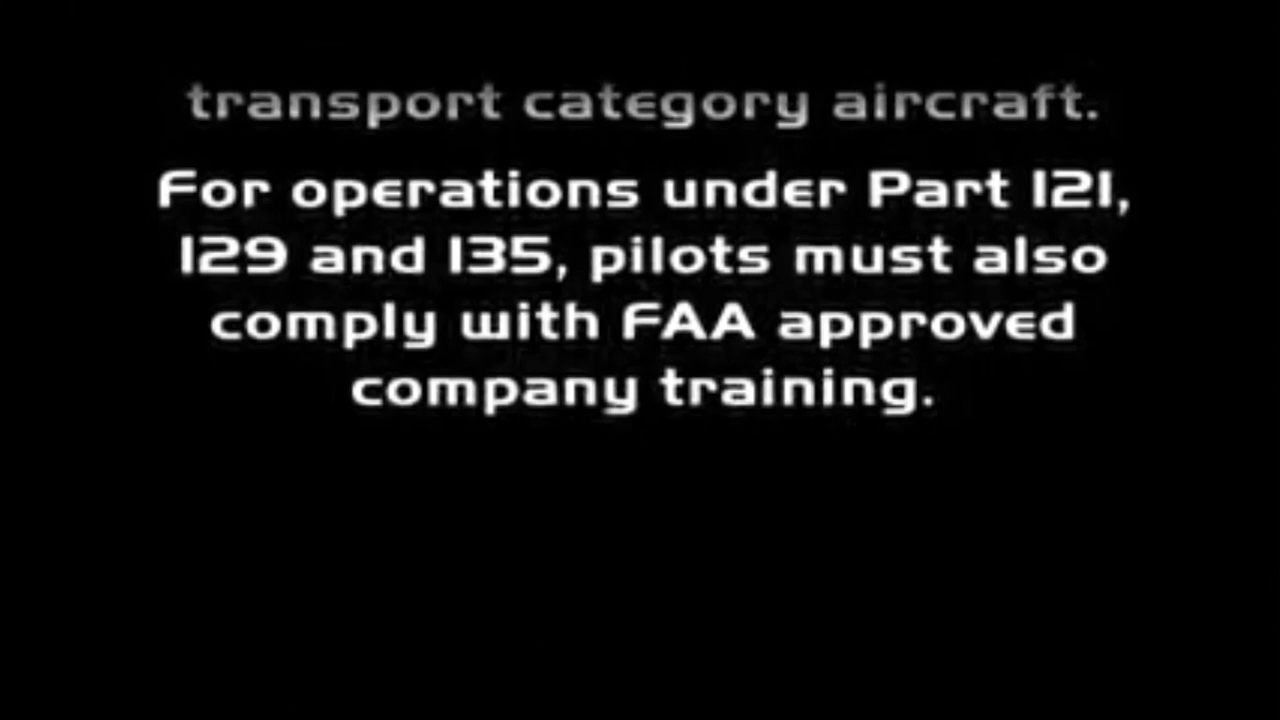 transport category aircraft.
For operations under Part 121,
129 and 135, pilots must also
comply with FAA approved
company training.